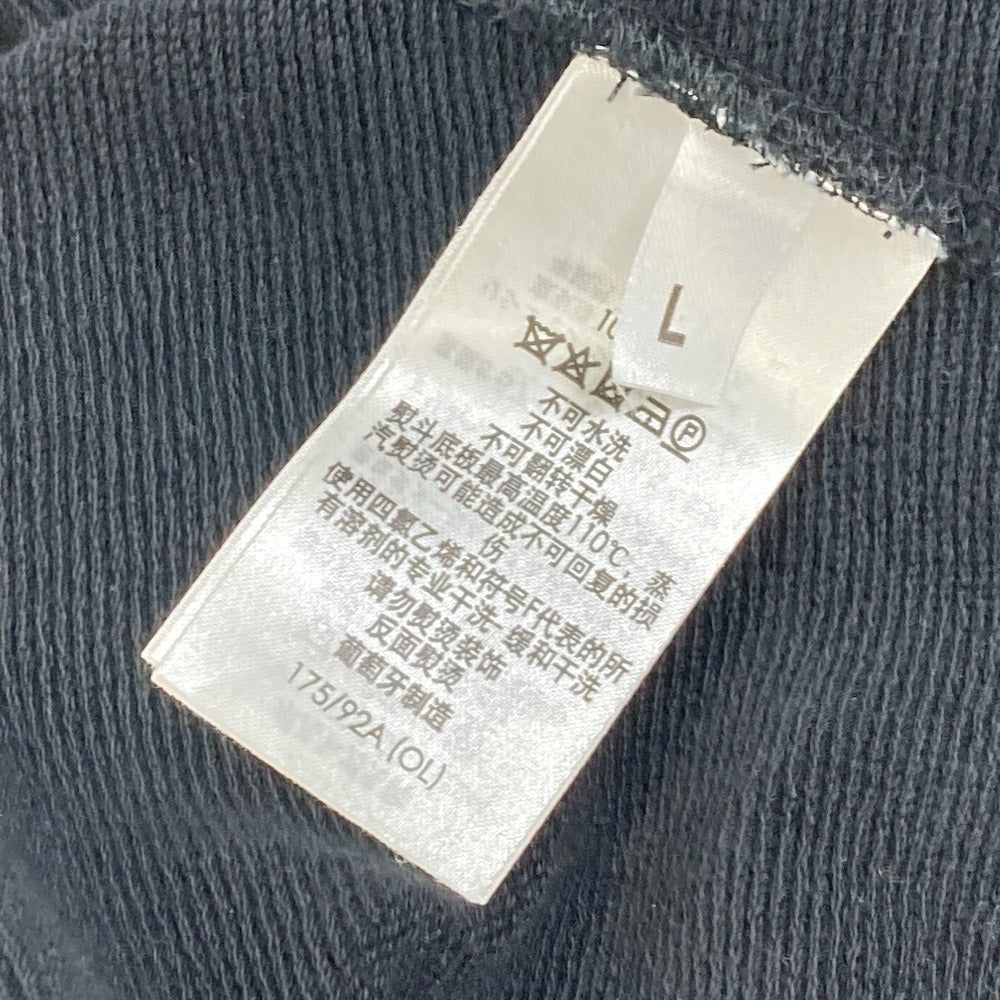 L
10
P
不可水洗
不可漂白
不可翻转干燥
熨斗底板最高温度110℃，蒸
汽熨烫可能造成不可回复的损
伤
使用四氯乙烯和符号F代表的所
有溶剂的专业干洗-缓和干洗
请勿熨烫装饰
反面熨烫
葡萄牙制造
175/92A (OL)